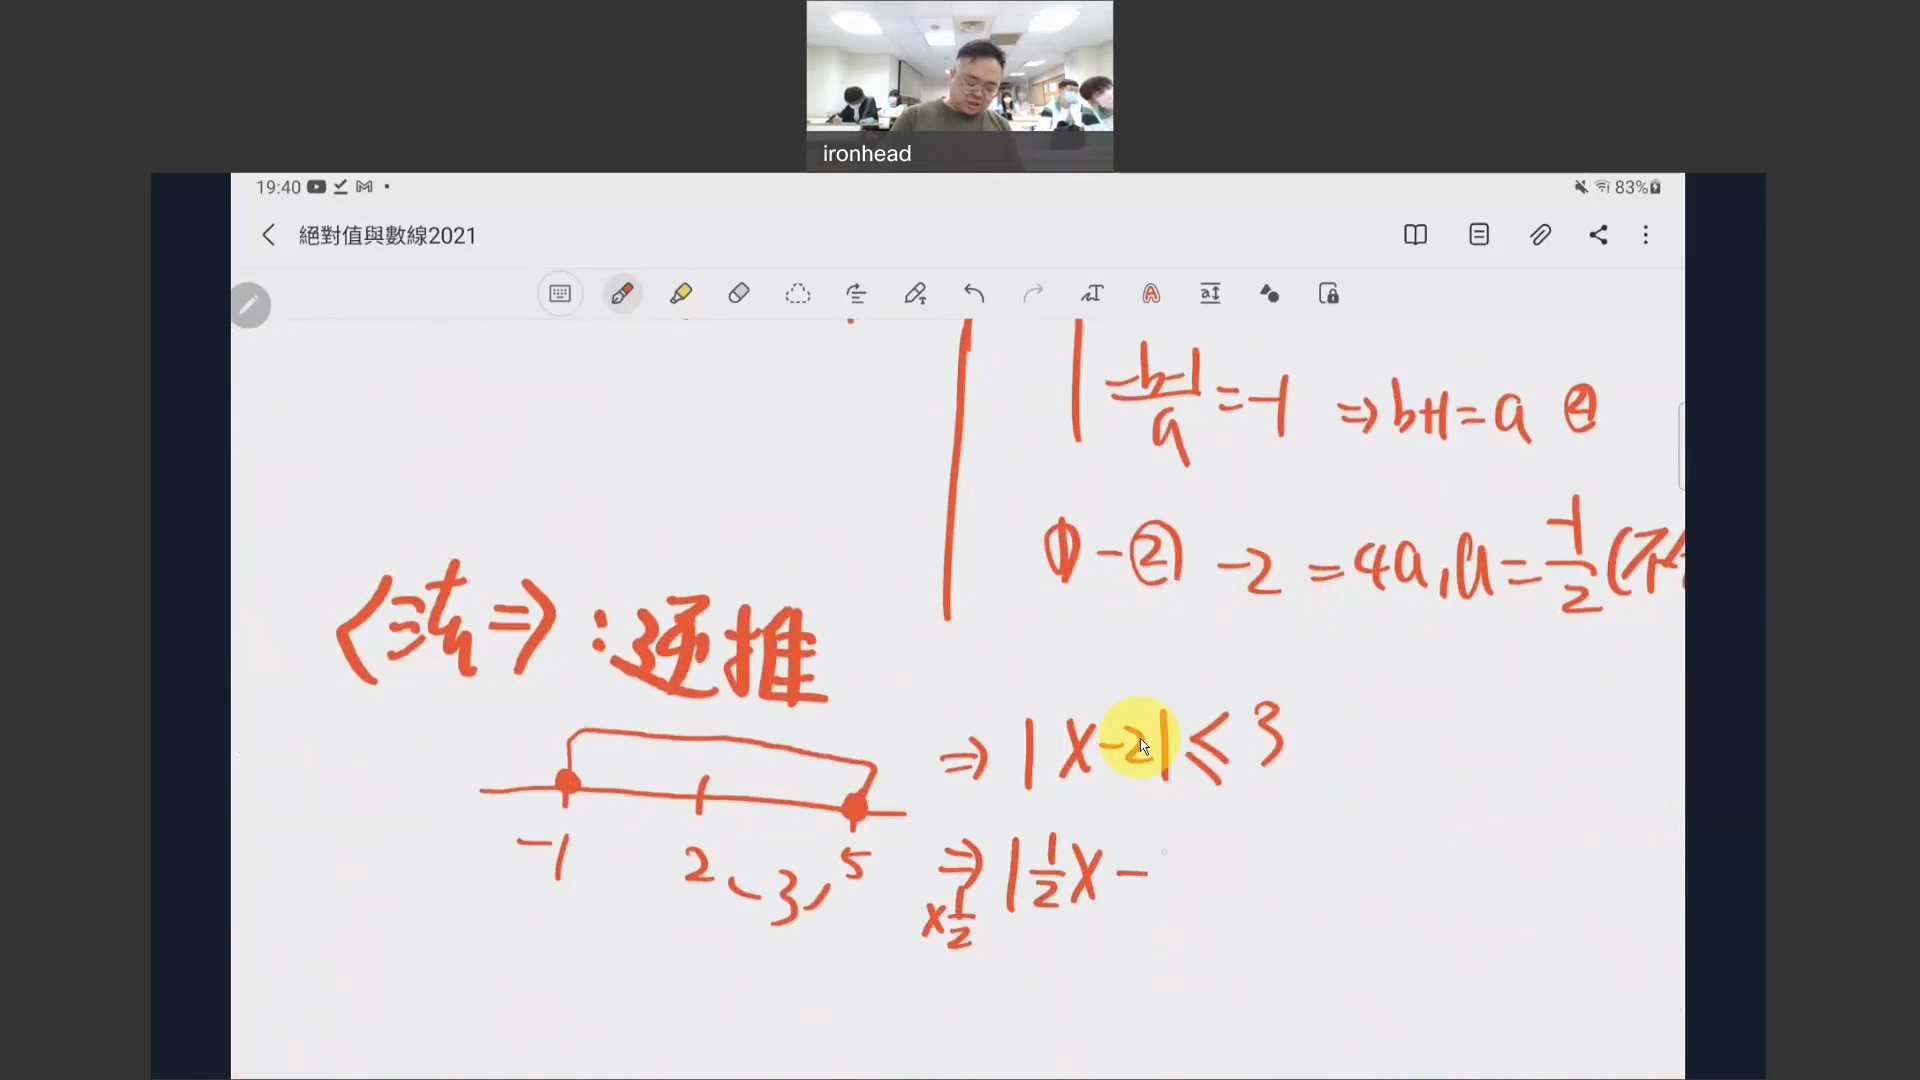 ironhead
19:40
83%
絕對值與數線2021
-b-1/a = -1 ⇒ b+1 = a ②
① - ② -2 = 4a, a = -1/2 (不
<法二>:逆推
⇒ |x-2| ≤ 3
-1 2 5
3
⇒ |1/2 x -
x 1/2